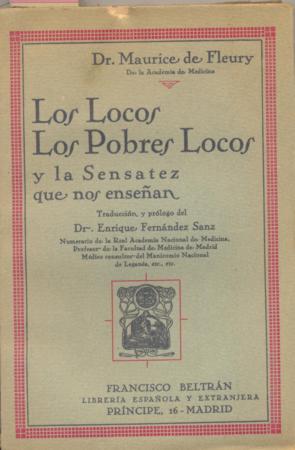 Dr. Maurice de Fleury
De la Academia de Medicina
Los Locos
Los Pobres Locos
y la Sensatez
que nos enseñan
Traducción, y prólogo del
Dr. Enrique Fernández Sanz
Numerario de la Real Academia Nacional de Medicina,
Profesor de la Facultad de Medicina de Madrid
Médico consultor del Manicomio Nacional
de Leganés, etc., etc.
FRANCISCO BELTRÁN
LIBRERÍA ESPAÑOLA Y EXTRANJERA
PRÍNCIPE, 16-MADRID